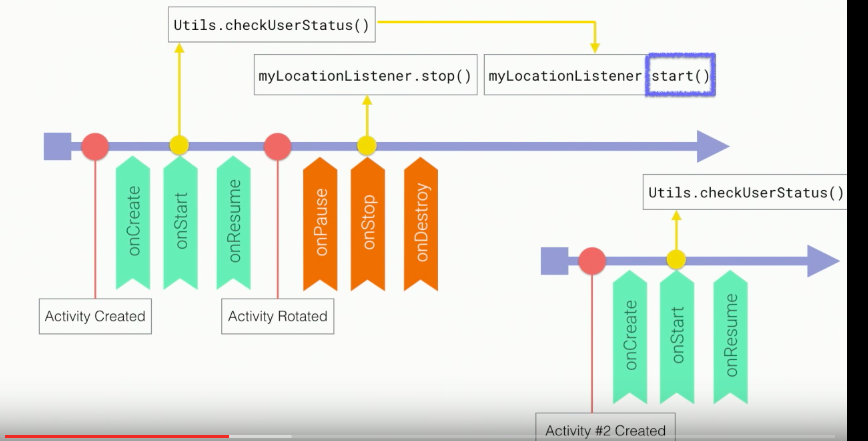 Utils.checkUserStatus()
myLocationListener.stop()
myLocationListener start()
onCreate
onStart
onResume
onPause
onStop
onDestroy
Activity Created
Activity Rotated
Utils.checkUserStatus()
onCreate
onStart
onResume
Activity #2 Created